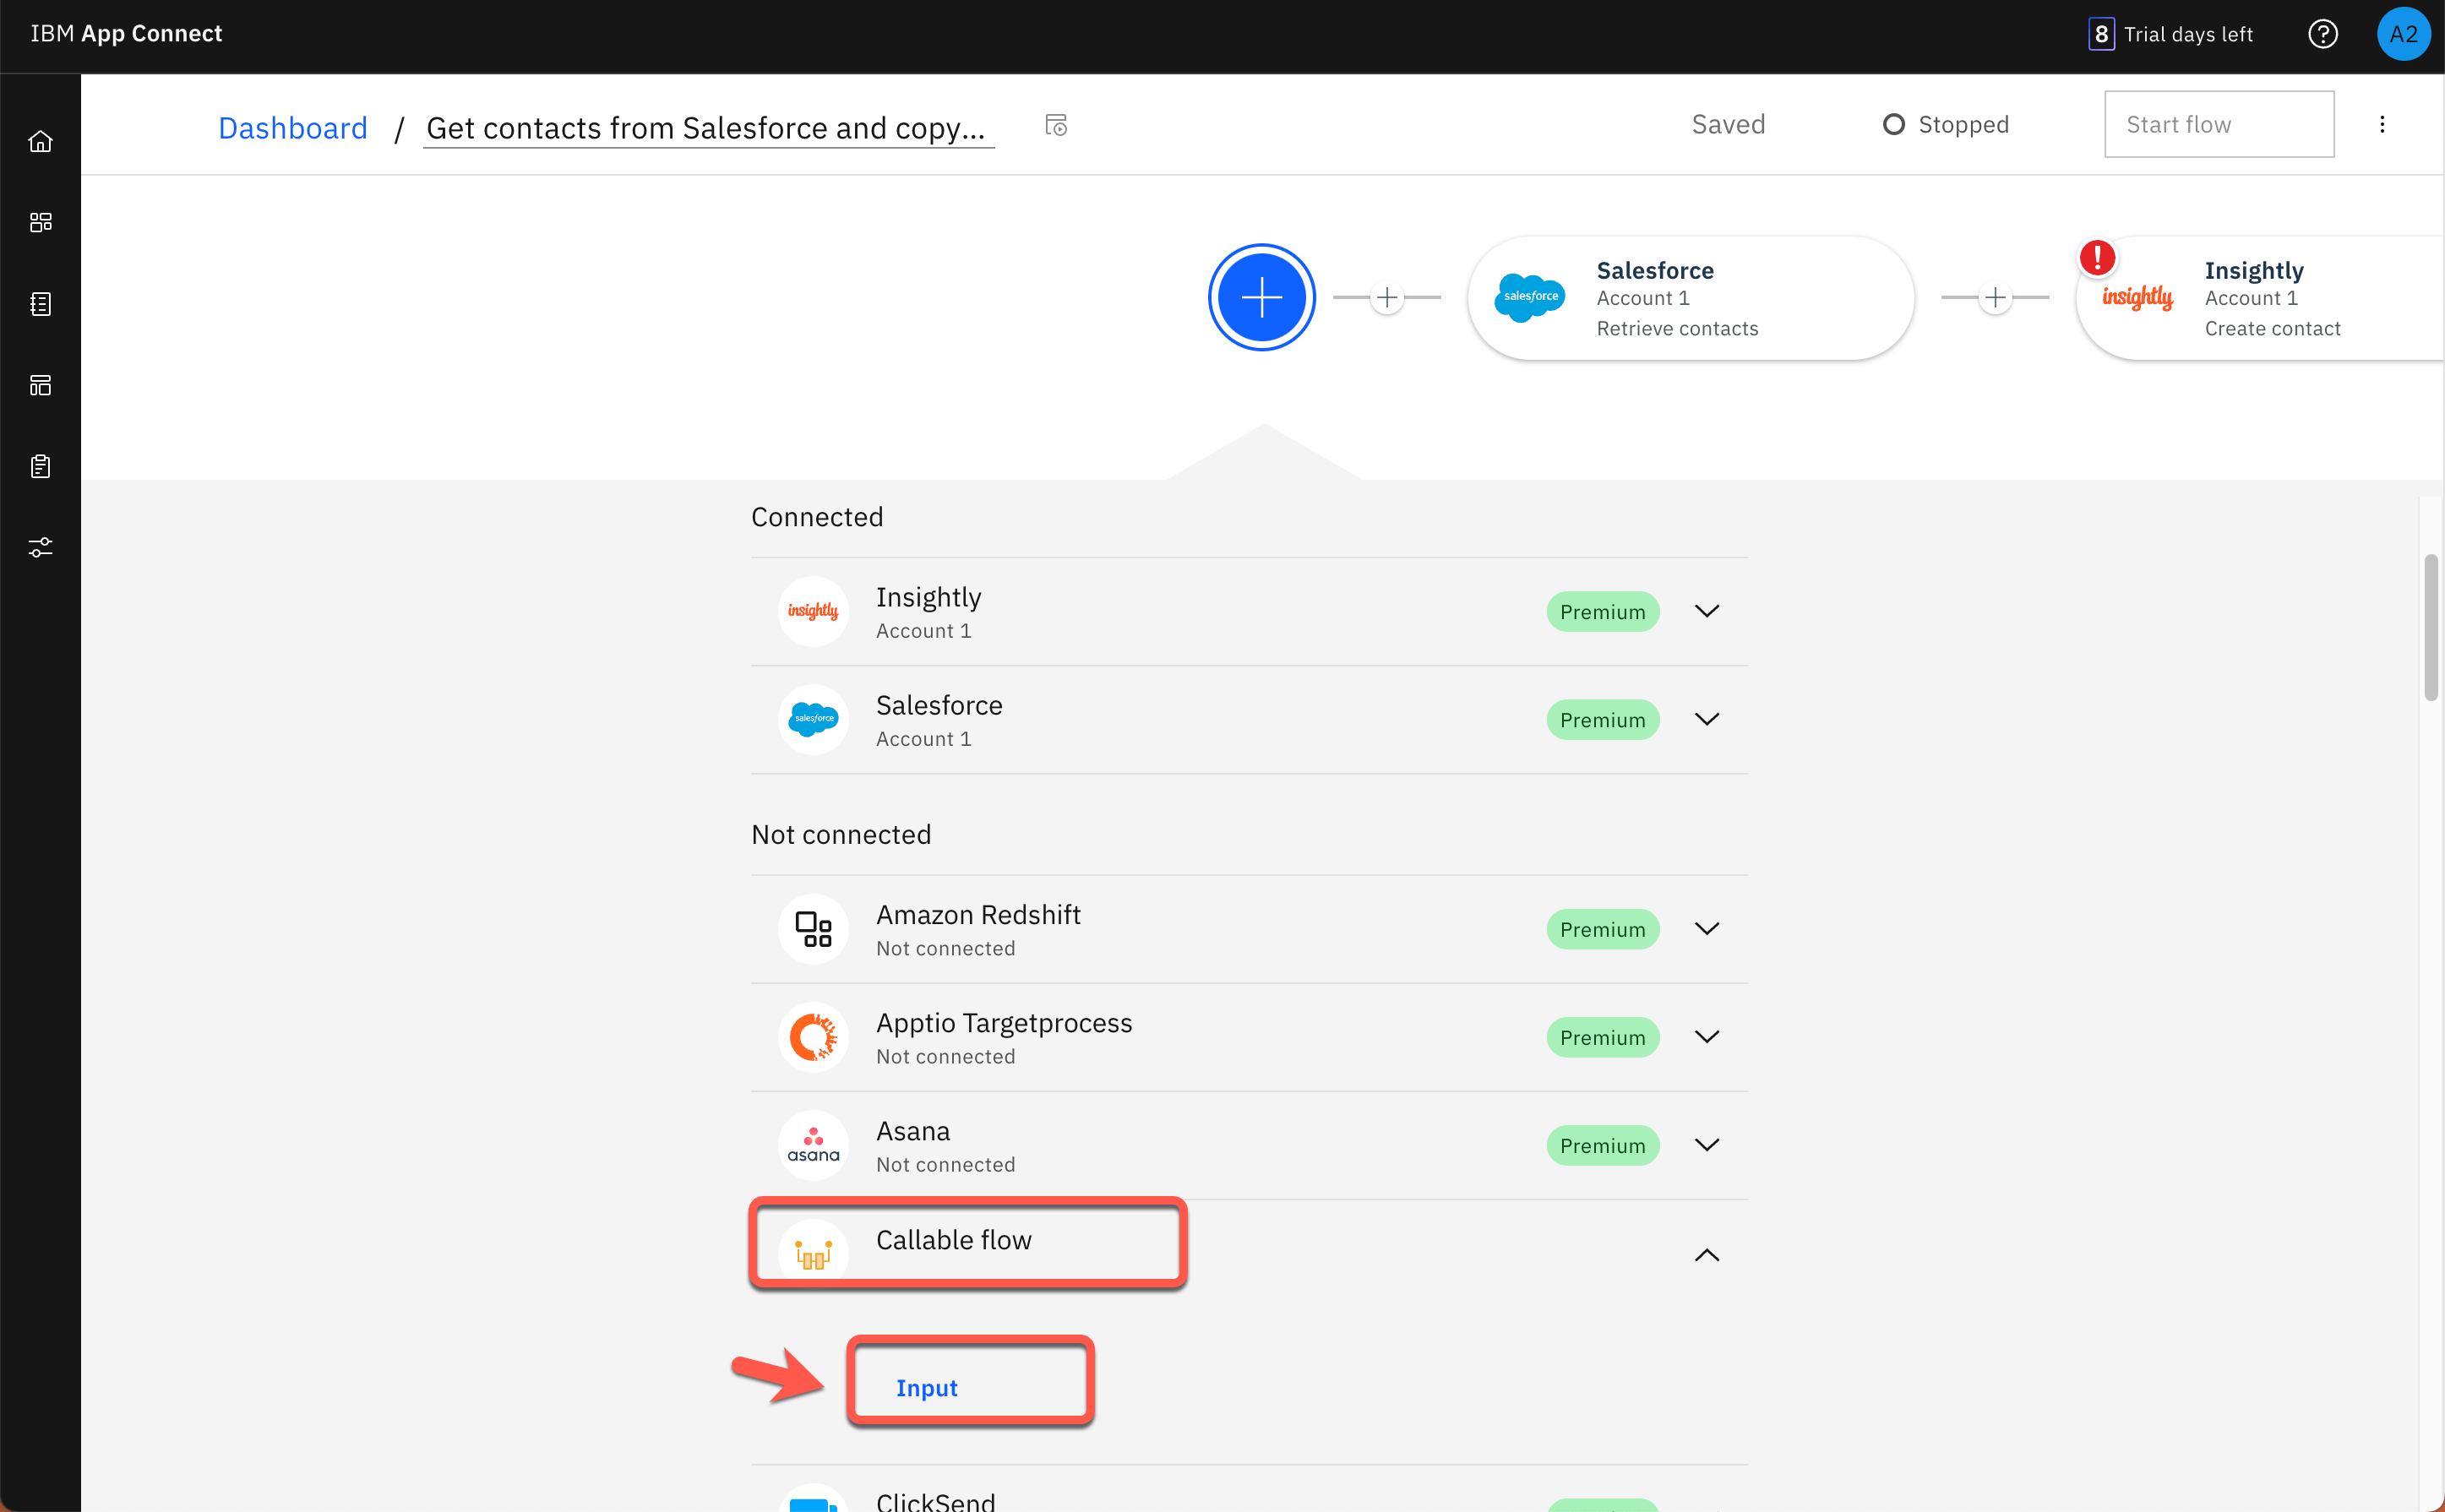 IBM App Connect
8 Trial days left
?
A2
Dashboard / Get contacts from Salesforce and copy...
Saved
Stopped
Start flow
salesforce
Salesforce
Account 1
Retrieve contacts
!
insightly
Insightly
Account 1
Create contact
Connected
insightly
Insightly
Account 1
Premium
salesforce
Salesforce
Account 1
Premium
Not connected
Amazon Redshift
Not connected
Premium
Apptio Targetprocess
Not connected
Premium
asana
Asana
Not connected
Premium
Callable flow
Input
ClickSend